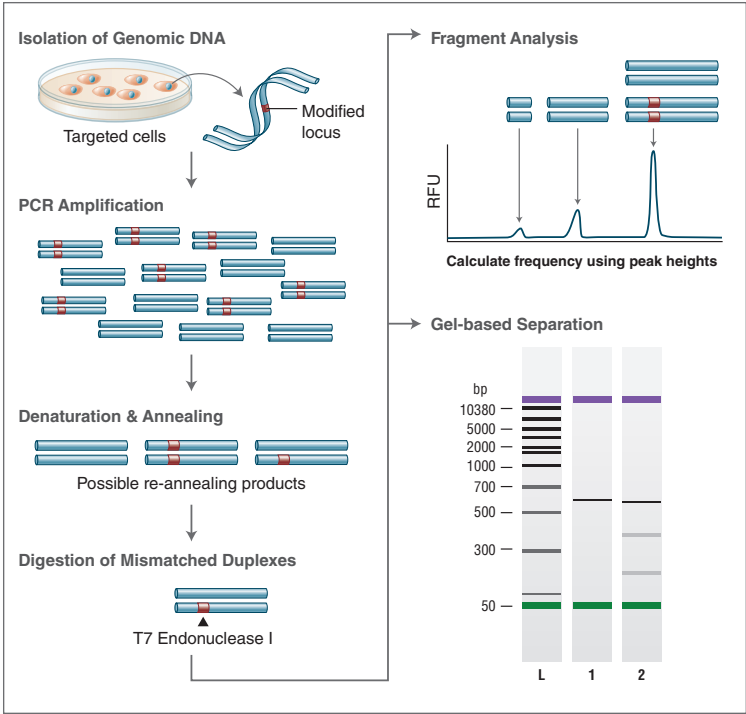 Isolation of Genomic DNA
Targeted cells
Modified
locus
PCR Amplification
Denaturation & Annealing
Possible re-annealing products
Digestion of Mismatched Duplexes
T7 Endonuclease I
Fragment Analysis
RFU
Calculate frequency using peak heights
Gel-based Separation
bp
10380
5000
2000
1000
700
500
300
50
L 1 2